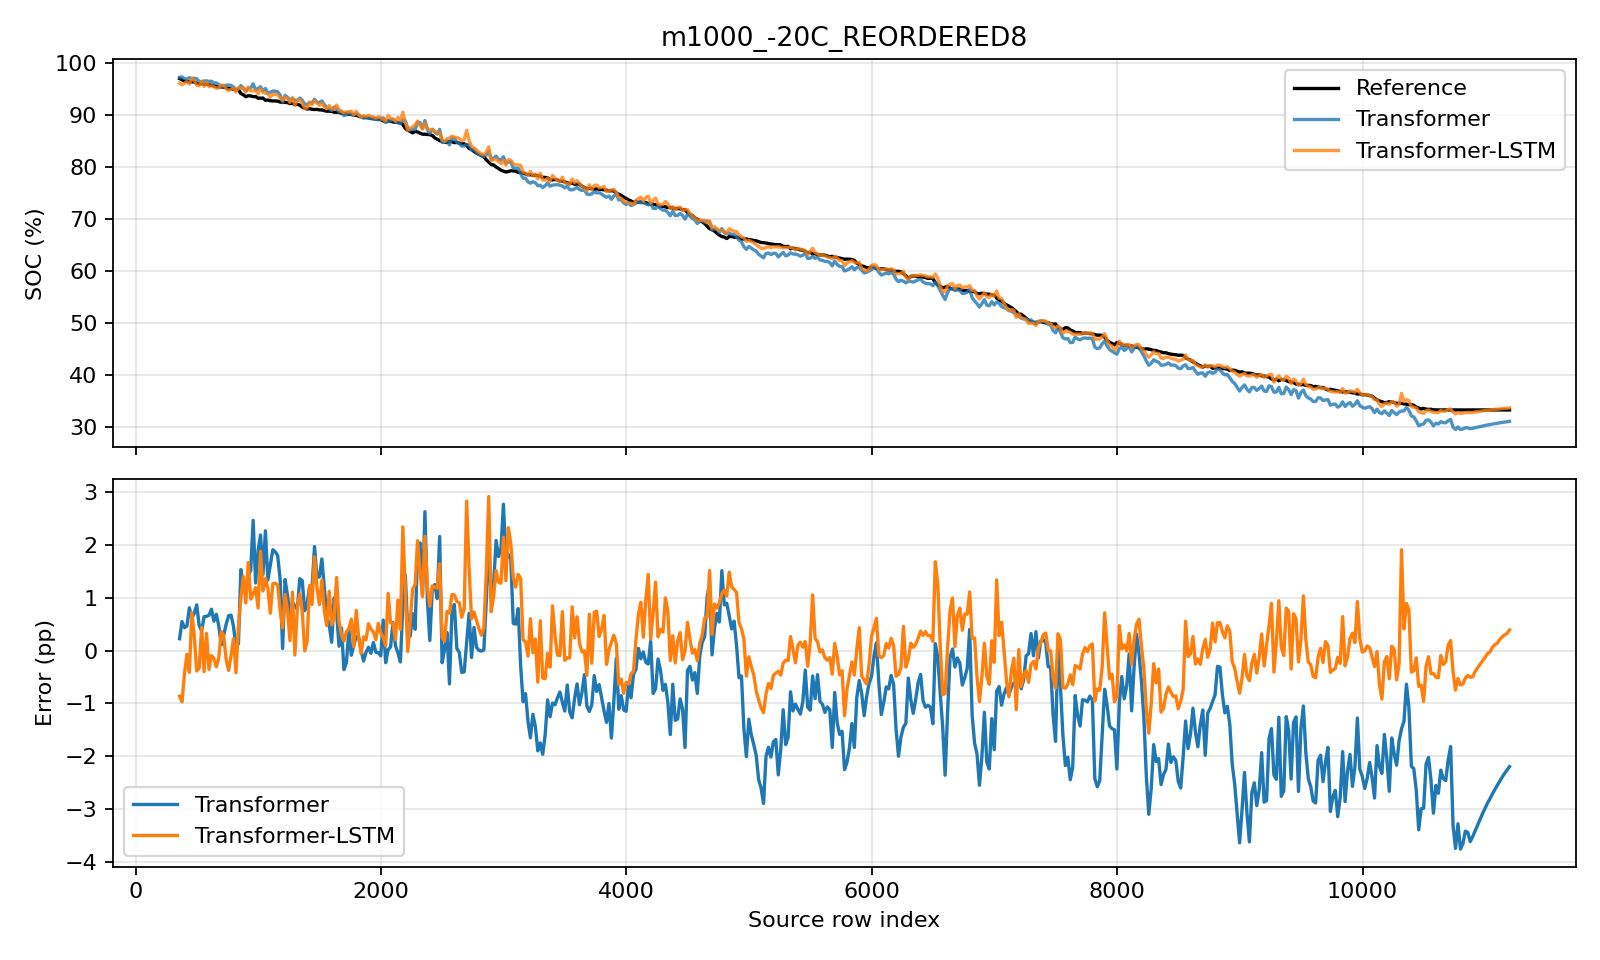 m1000_-20C_REORDERED8
100
90
80
70
60
50
40
30
SOC (%)
Reference
Transformer
Transformer-LSTM
3
2
1
0
−1
−2
−3
−4
Error (pp)
Transformer
Transformer-LSTM
0 2000 4000 6000 8000 10000
Source row index